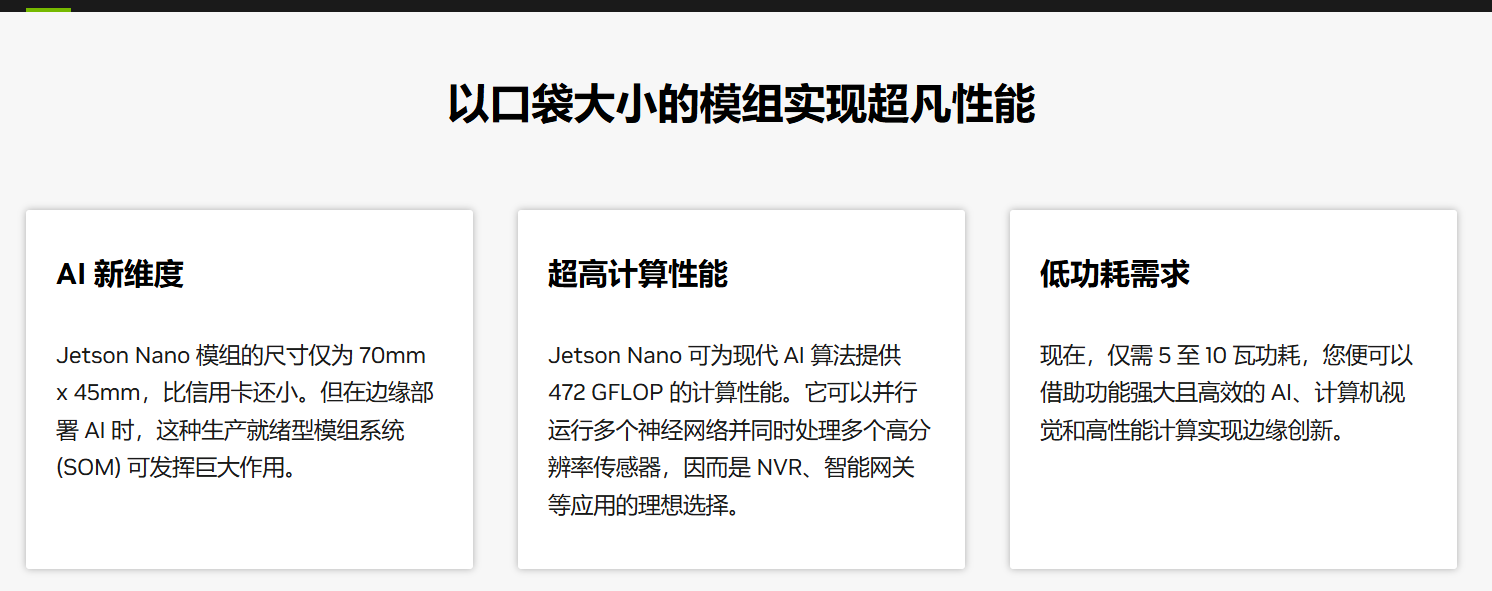 以口袋大小的模组实现超凡性能
AI 新维度
Jetson Nano 模组的尺寸仅为 70mm
x 45mm，比信用卡还小。但在边缘部
署 AI 时，这种生产就绪型模组系统
(SOM) 可发挥巨大作用。
超高计算性能
Jetson Nano 可为现代 AI 算法提供
472 GFLOP 的计算性能。它可以并行
运行多个神经网络并同时处理多个高分
辨率传感器，因而是 NVR、智能网关
等应用的理想选择。
低功耗需求
现在，仅需 5 至 10 瓦功耗，您便可以
借助功能强大且高效的 AI、计算机视
觉和高性能计算实现边缘创新。